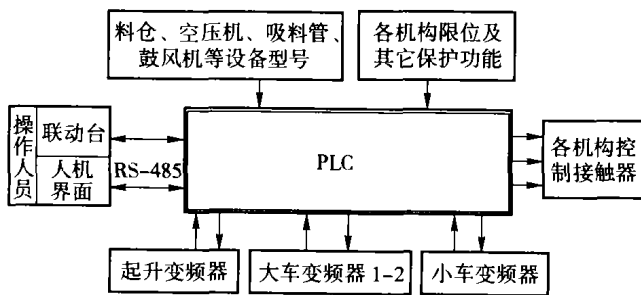 料仓、空压机、吸料管、
鼓风机等设备型号
各机构限位及
其它保护功能
操作人员
联动台
人机
界面
RS-485
PLC
各机构控
制接触器
起升变频器
大车变频器1-2
小车变频器